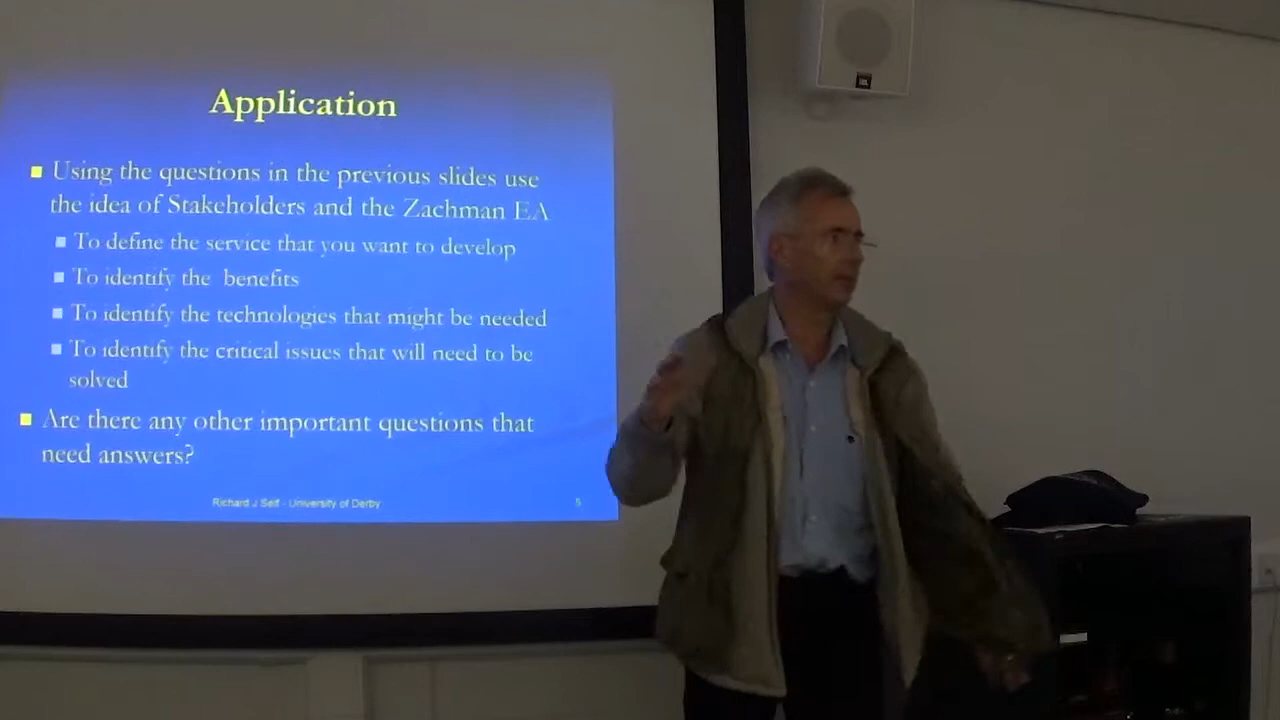 Application
Using the questions in the previous slides use
the idea of Stakeholders and the Zachman EA
To define the service that you want to develop
To identify the  benefits
To identify the technologies that might be needed
To identify the critical issues that will need to be
solved
Are there any other important questions that
need answers?
Richard J Self - University of Derby
5
JBL